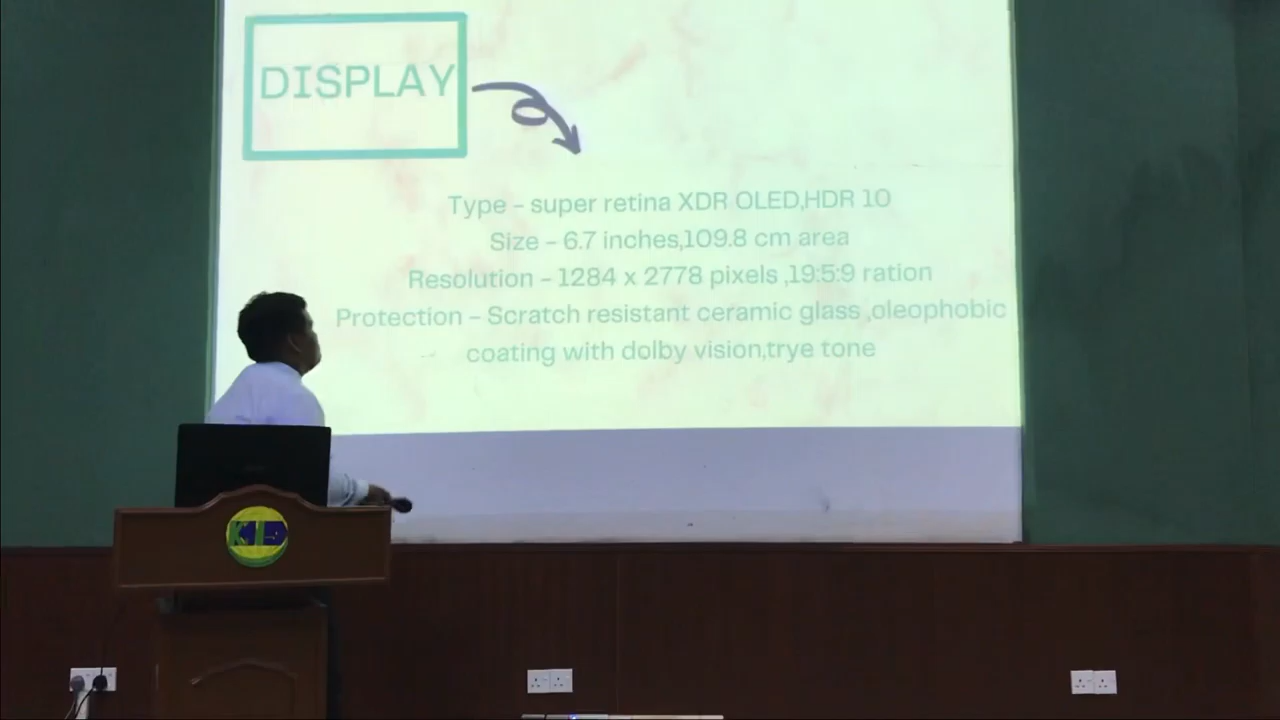 DISPLAY
Type - super retina XDR OLED,HDR 10
Size - 6.7 inches,109.8 cm area
Resolution - 1284 x 2778 pixels ,19:5:9 ration
Protection - Scratch resistant ceramic glass ,oleophobic
coating with dolby vision,trye tone